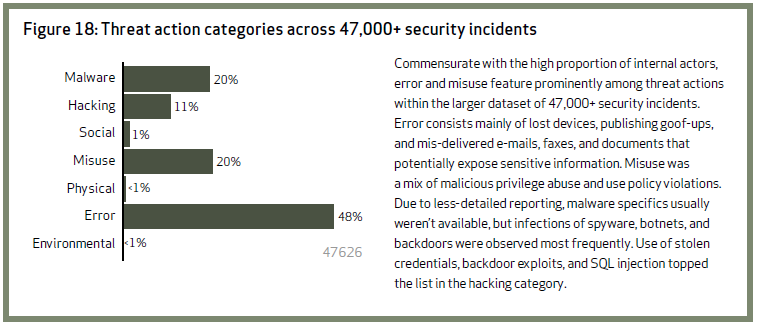 Figure 18: Threat action categories across 47,000+ security incidents
Malware 20%
Hacking 11%
Social 1%
Misuse 20%
Physical <1%
Error 48%
Environmental <1%
47626
Commensurate with the high proportion of internal actors,
error and misuse feature prominently among threat actions
within the larger dataset of 47,000+ security incidents.
Error consists mainly of lost devices, publishing goof-ups,
and mis-delivered e-mails, faxes, and documents that
potentially expose sensitive information. Misuse was
a mix of malicious privilege abuse and use policy violations.
Due to less-detailed reporting, malware specifics usually
weren't available, but infections of spyware, botnets, and
backdoors were observed most frequently. Use of stolen
credentials, backdoor exploits, and SQL injection topped
the list in the hacking category.